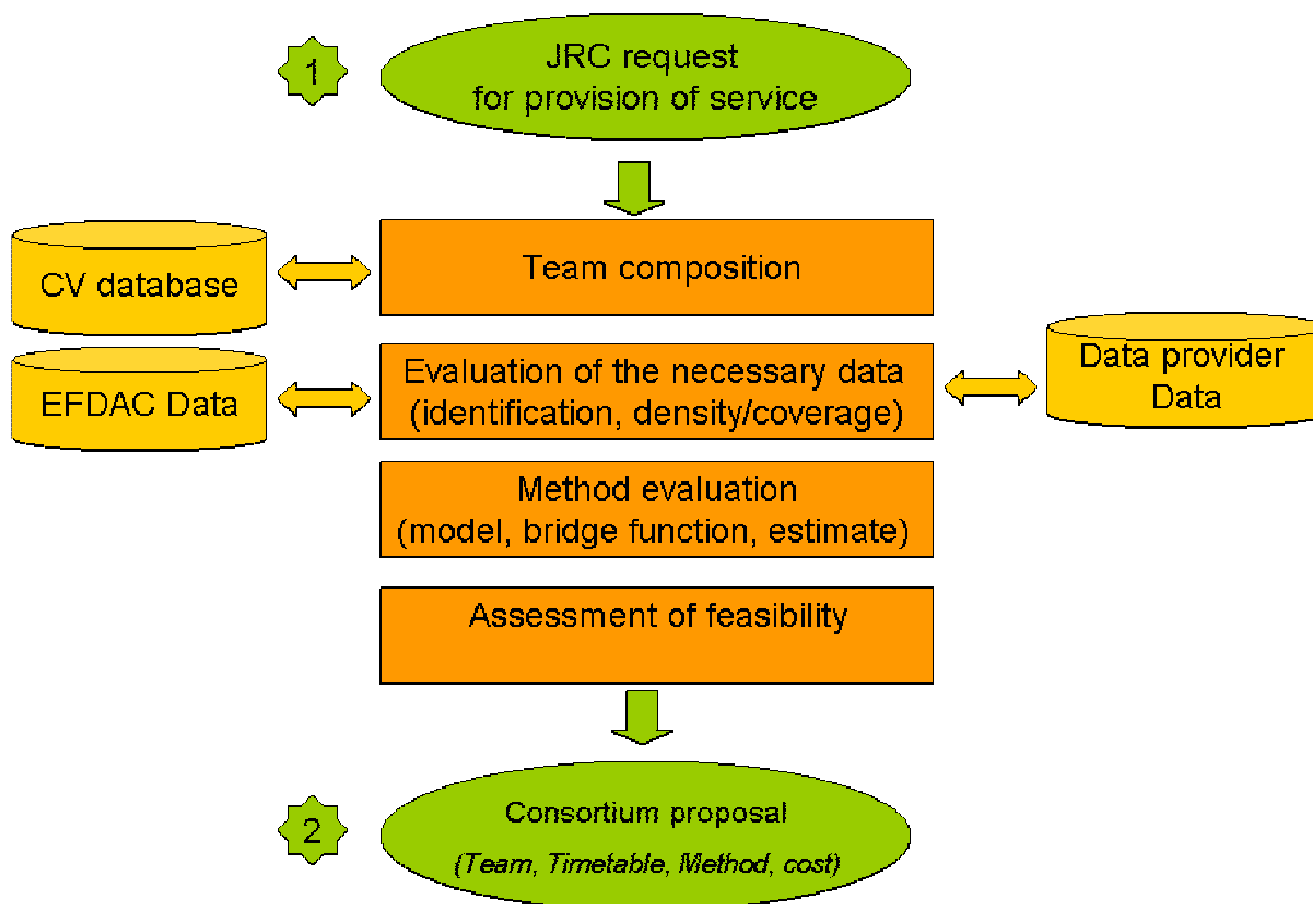 1
JRC request
for provision of service
CV database
Team composition
EFDAC Data
Evaluation of the necessary data
(identification, density/coverage)
Data provider
Data
Method evaluation
(model, bridge function, estimate)
Assessment of feasibility
2
Consortium proposal
(Team, Timetable, Method, cost)